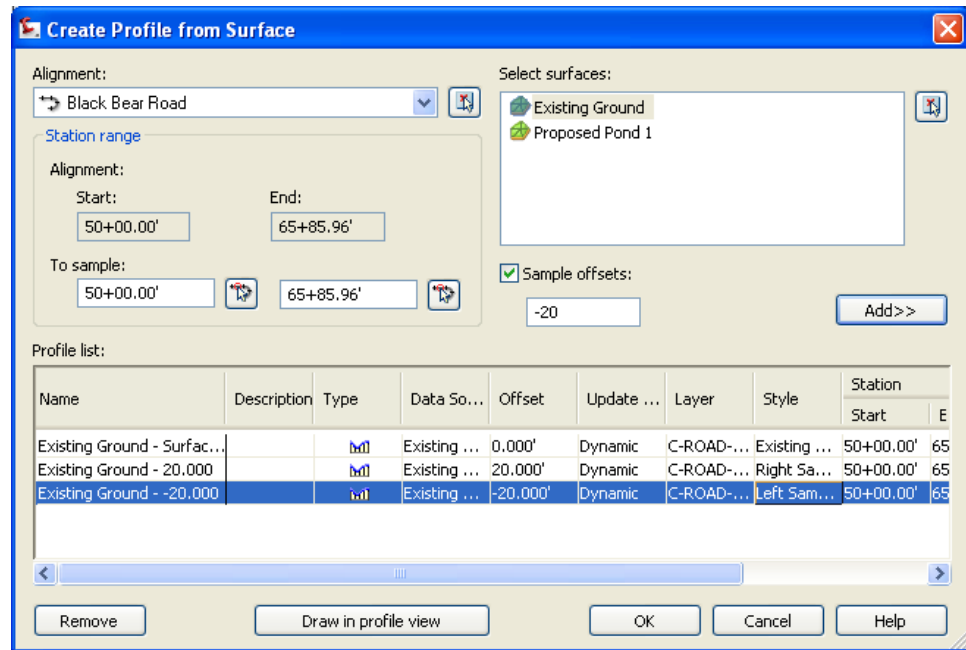 Create Profile from Surface
Alignment:
Black Bear Road
Station range
Alignment:
Start: End:
50+00.00' 65+85.96'
To sample:
50+00.00' 65+85.96'
Select surfaces:
Existing Ground
Proposed Pond 1
Sample offsets:
-20
Add>>
Profile list:
Name Description Type Data So... Offset Update ... Layer Style Station
Start E
Existing Ground - Surfac... Existing ... 0.000' Dynamic C-ROAD-... Existing ... 50+00.00' 65
Existing Ground - 20.000 Existing ... 20.000' Dynamic C-ROAD-... Right Sa... 50+00.00' 65
Existing Ground - -20.000 Existing ... -20.000' Dynamic C-ROAD-... Left Sam... 50+00.00' 65
Remove Draw in profile view OK Cancel Help